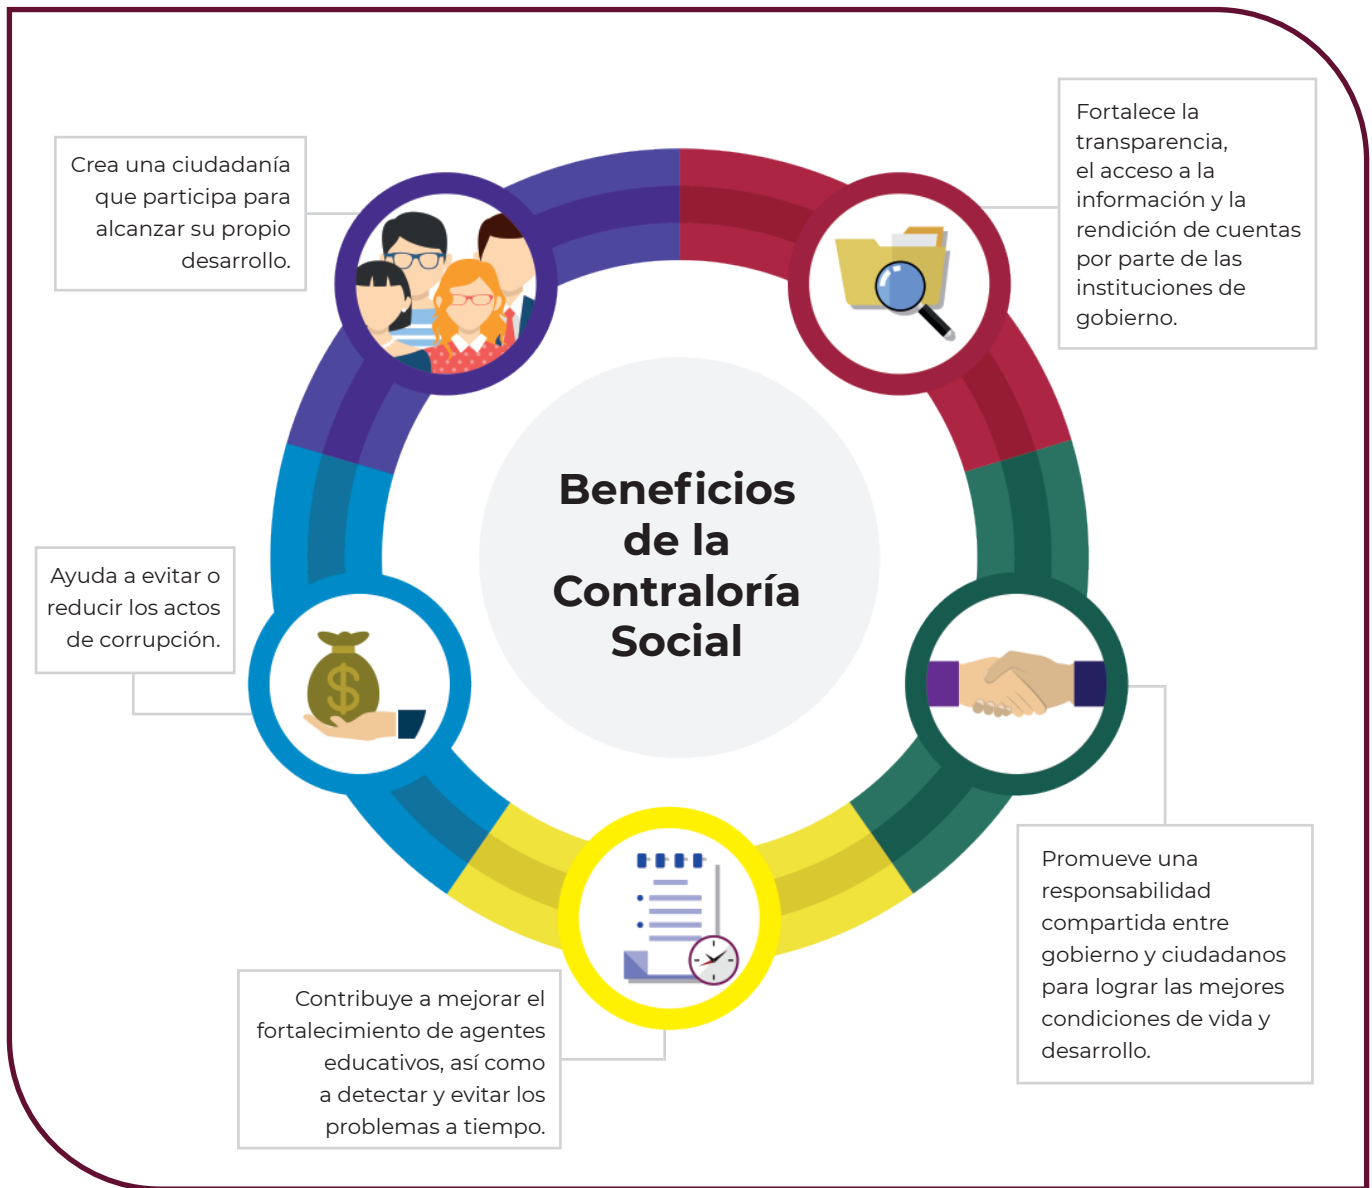 Beneficios
de la
Contraloría
Social
Fortalece la
transparencia,
el acceso a la
información y la
rendición de cuentas
por parte de las
instituciones de
gobierno.
Promueve una
responsabilidad
compartida entre
gobierno y ciudadanos
para lograr las mejores
condiciones de vida y
desarrollo.
Contribuye a mejorar el
fortalecimiento de agentes
educativos, así como
a detectar y evitar los
problemas a tiempo.
Ayuda a evitar o
reducir los actos
de corrupción.
$
Crea una ciudadanía
que participa para
alcanzar su propio
desarrollo.